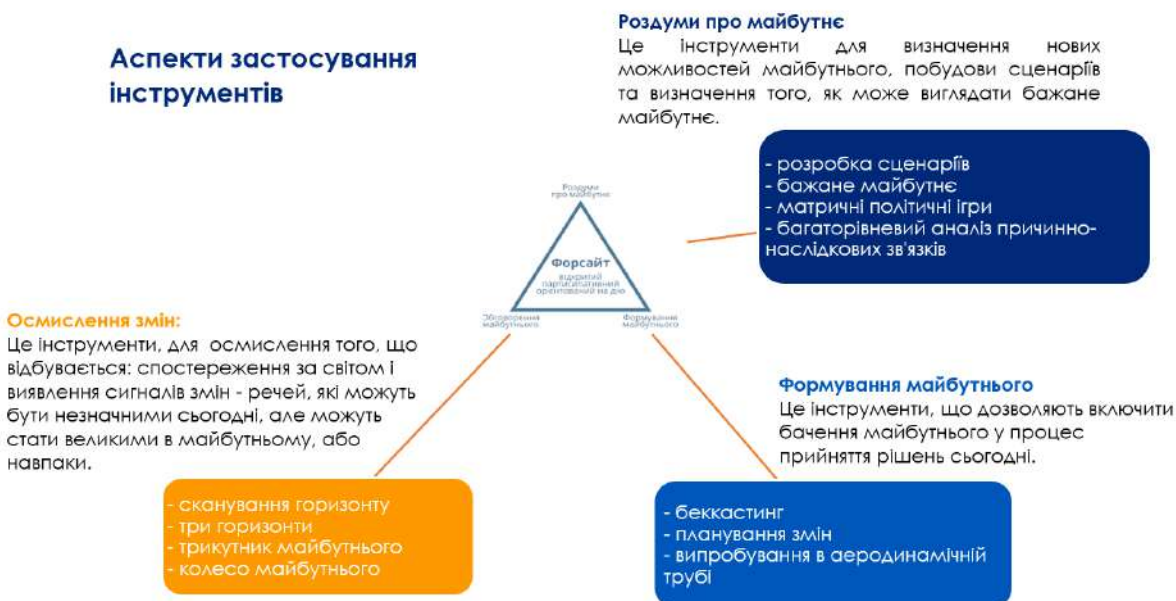 Аспекти застосування
інструментів
Роздуми про майбутнє
Це інструменти для визначення нових
можливостей майбутнього, побудови сценаріїв
та визначення того, як може виглядати бажане
майбутнє.
- розробка сценаріїв
- бажане майбутнє
- матричні політичні ігри
- багаторівневий аналіз причинно-
наслідкових зв'язків
Роздуми
про майбутнє
Форсайт
відкритий
партисипативний
орієнтований на дію
Обговорення
майбутнього
Формування
майбутнього
Осмислення змін:
Це інструменти, для осмислення того, що
відбувається: спостереження за світом і
виявлення сигналів змін - речей, які можуть
бути незначними сьогодні, але можуть
стати великими в майбутньому, або
навпаки.
- сканування горизонту
- три горизонти
- трикутник майбутнього
- колесо майбутнього
Формування майбутнього
Це інструменти, що дозволяють включити
бачення майбутнього у процес
прийняття рішень сьогодні.
- беккастинг
- планування змін
- випробування в аеродинамічній
трубі